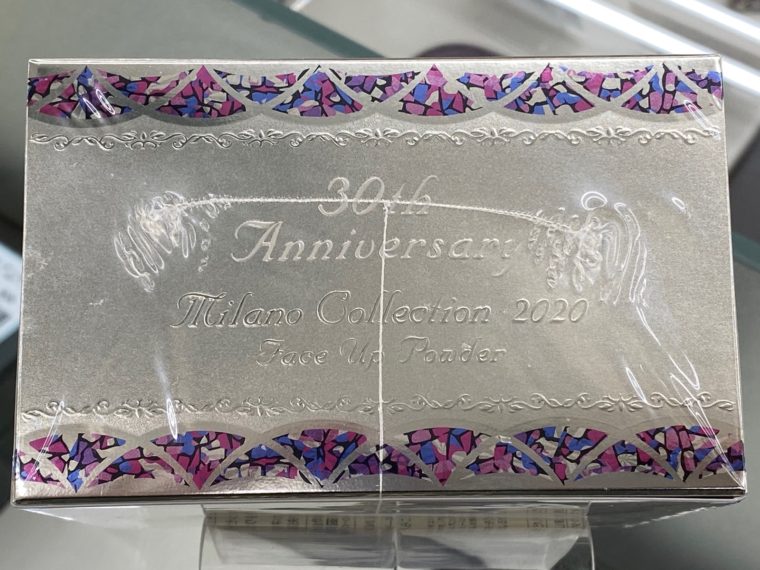 30th
Anniversary
Milano Collection 2020
Face Up Powder